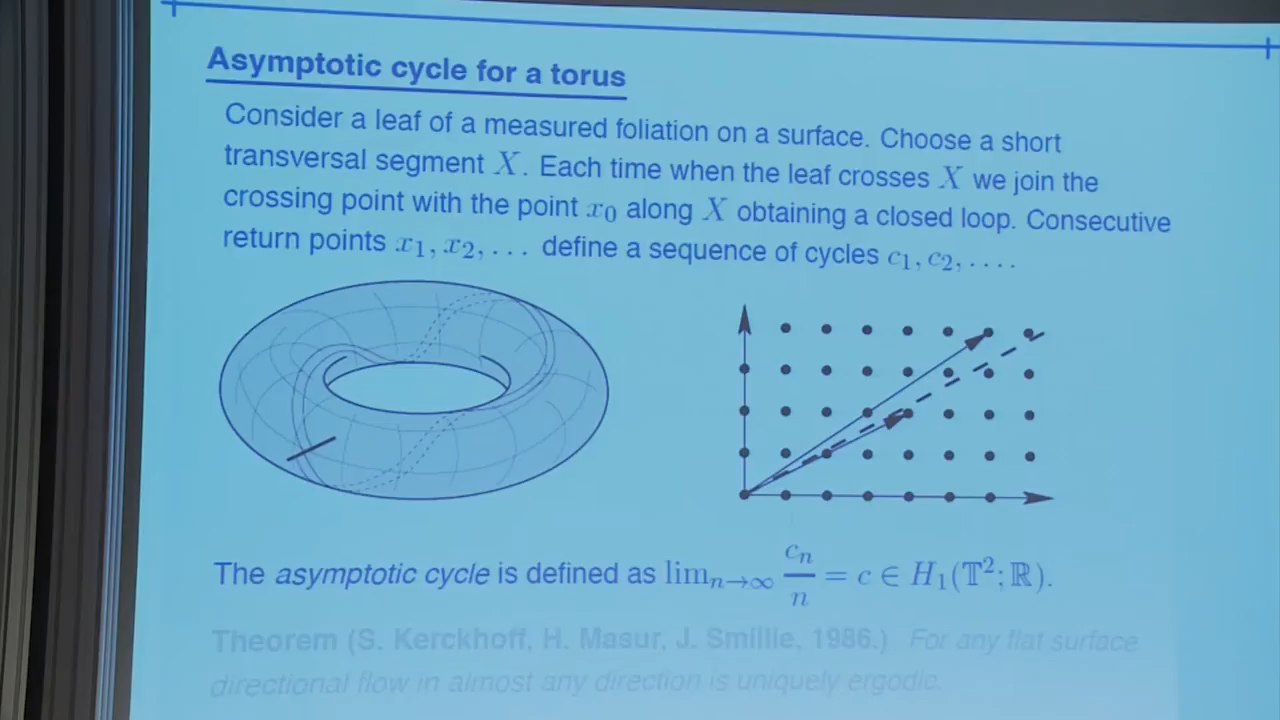 Asymptotic cycle for a torus
Consider a leaf of a measured foliation on a surface. Choose a short
transversal segment X. Each time when the leaf crosses X we join the
crossing point with the point x₀ along X obtaining a closed loop. Consecutive
return points x₁, x₂, ... define a sequence of cycles c₁, c₂, ....
The asymptotic cycle is defined as limₙ→∞ cₙ/n = c ∈ H₁(𝕋²; ℝ).
Theorem (S. Kerckhoff, H. Masur, J. Smillie, 1986.) For any flat surface
directional flow in almost any direction is uniquely ergodic.